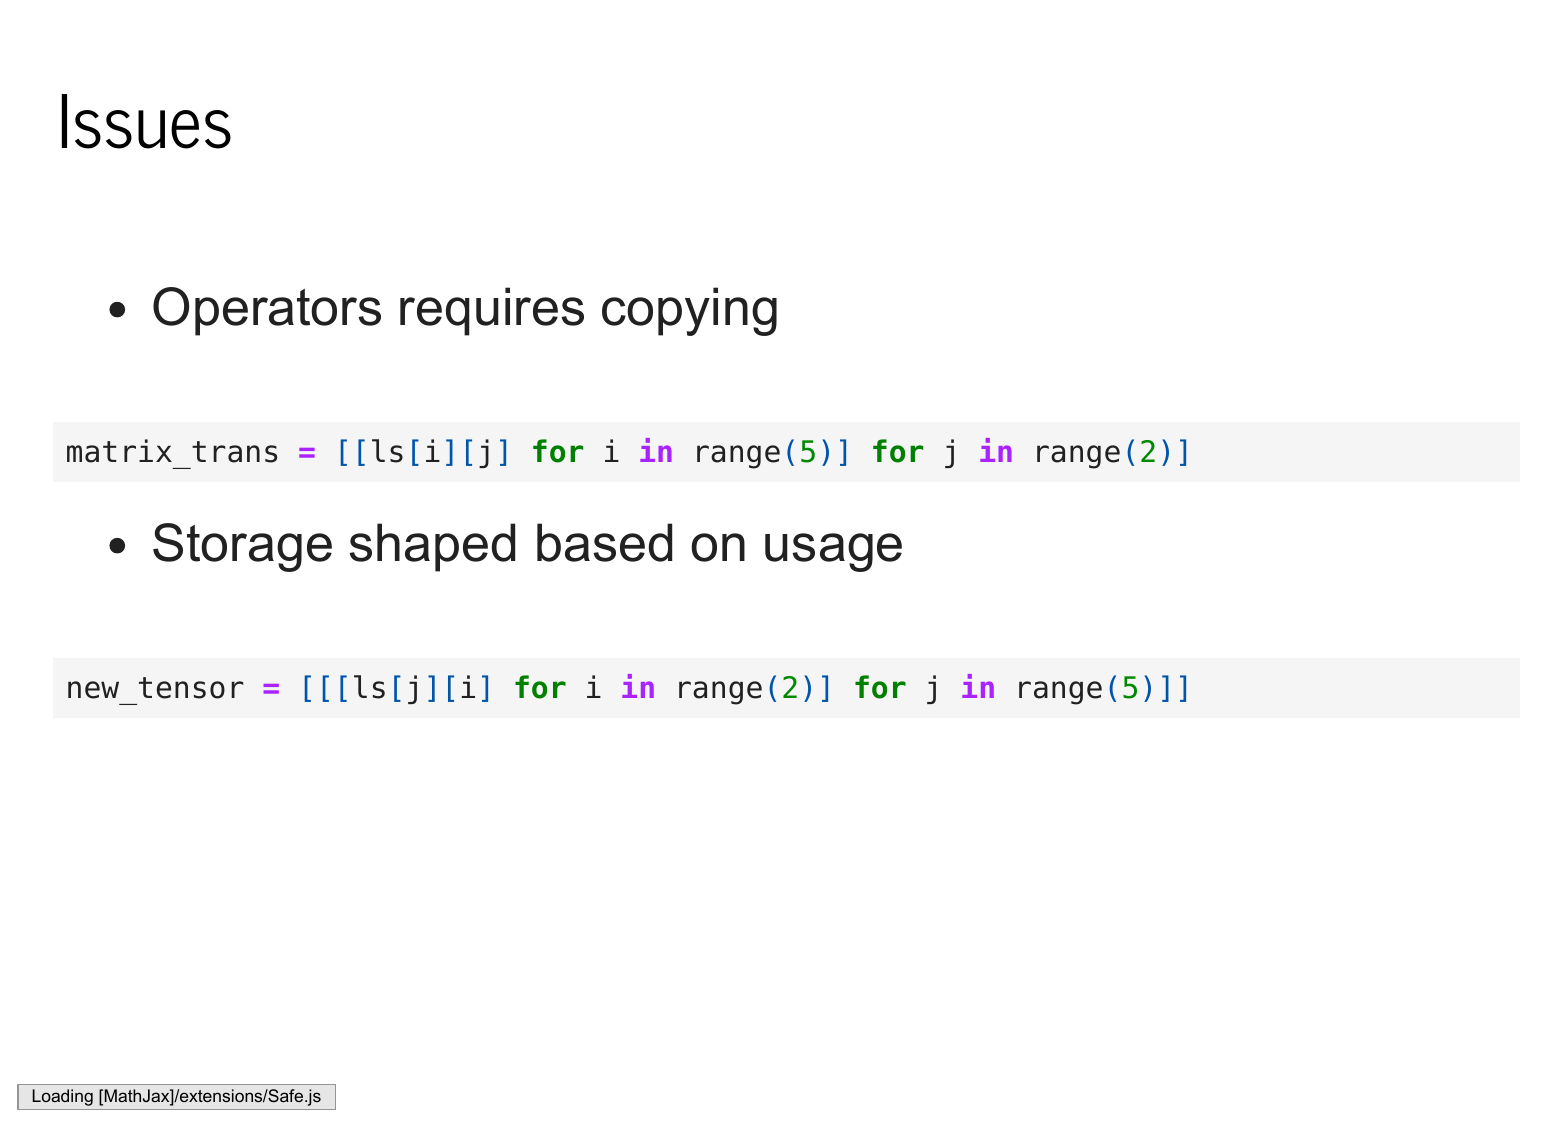 Issues
• Operators requires copying
matrix_trans = [[ls[i][j] for i in range(5)] for j in range(2)]
• Storage shaped based on usage
new_tensor = [[[ls[j][i] for i in range(2)] for j in range(5)]]
Loading [MathJax]/extensions/Safe.js